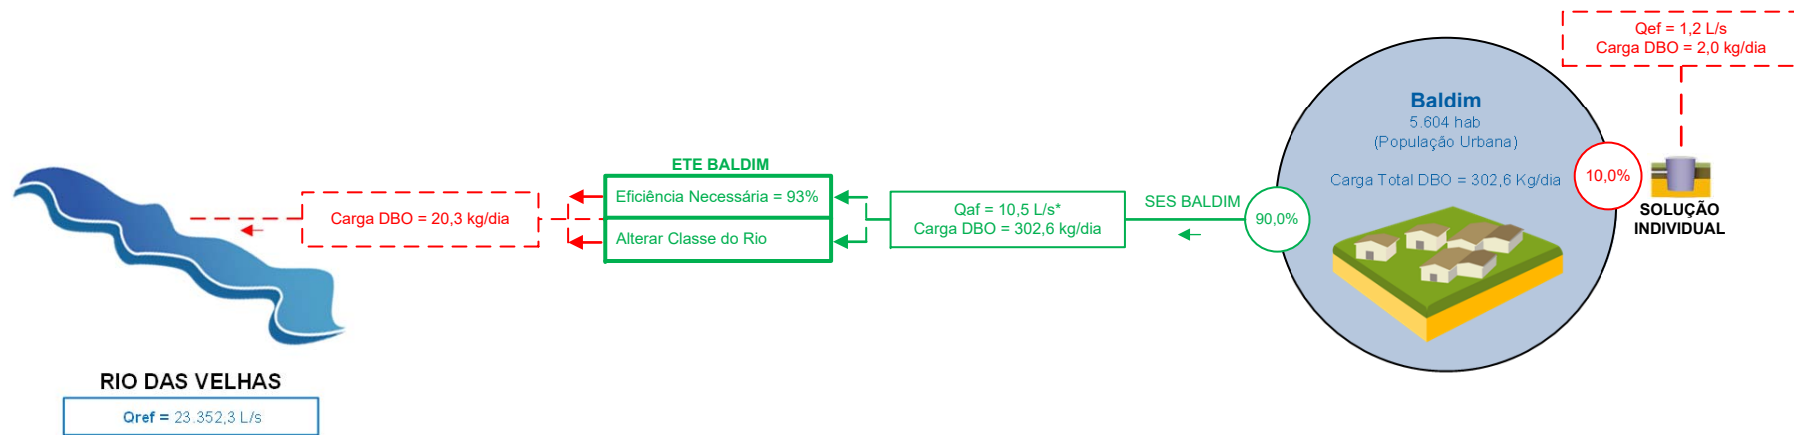 Qef = 1,2 L/s
Carga DBO = 2,0 kg/dia
Baldim
5.604 hab
(População Urbana)
Carga Total DBO = 302,6 Kg/dia
10,0%
SOLUÇÃO
INDIVIDUAL
90,0%
SES BALDIM
Qaf = 10,5 L/s*
Carga DBO = 302,6 kg/dia
ETE BALDIM
Eficiência Necessária = 93%
Alterar Classe do Rio
Carga DBO = 20,3 kg/dia
RIO DAS VELHAS
Qref = 23.352,3 L/s